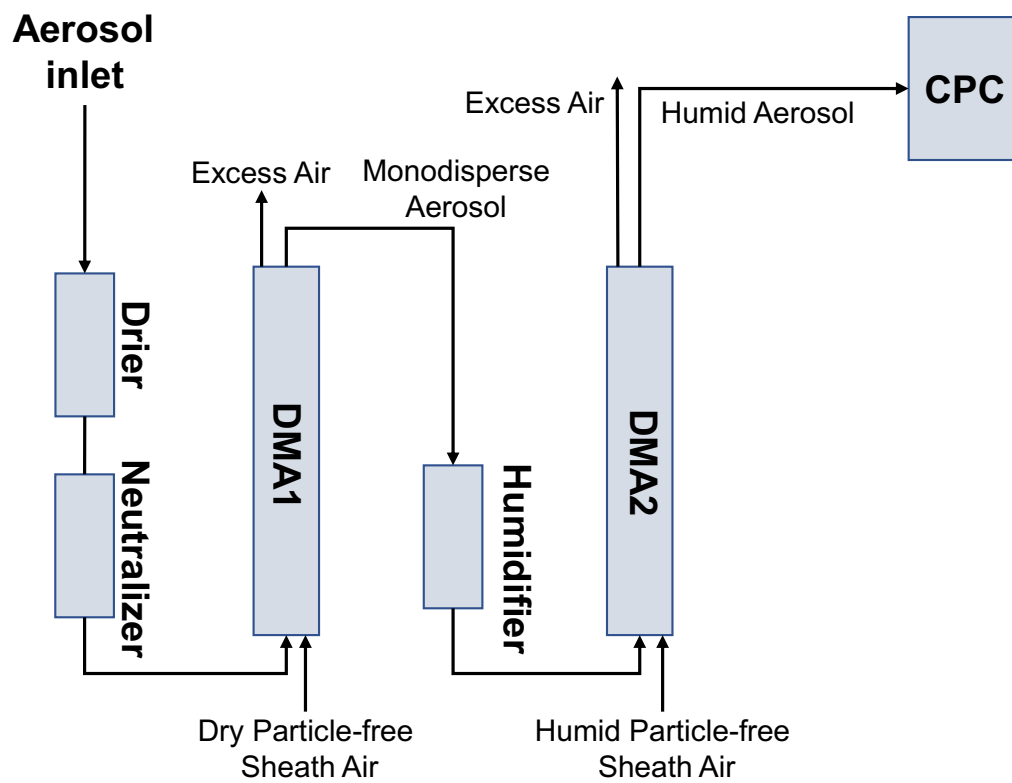 Aerosol
inlet
Drier
Neutralizer
Excess Air
DMA1
Dry Particle-free
Sheath Air
Monodisperse
Aerosol
Humidifier
Excess Air
DMA2
Humid Particle-free
Sheath Air
Humid Aerosol
CPC